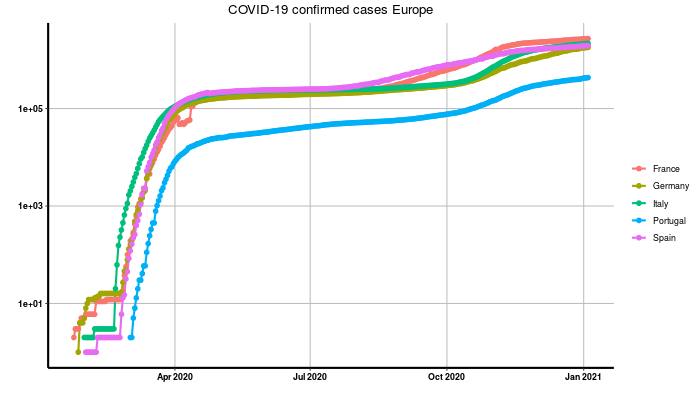 COVID-19 confirmed cases Europe
1e+05
1e+03
1e+01
Apr 2020
Jul 2020
Oct 2020
Jan 2021
France
Germany
Italy
Portugal
Spain